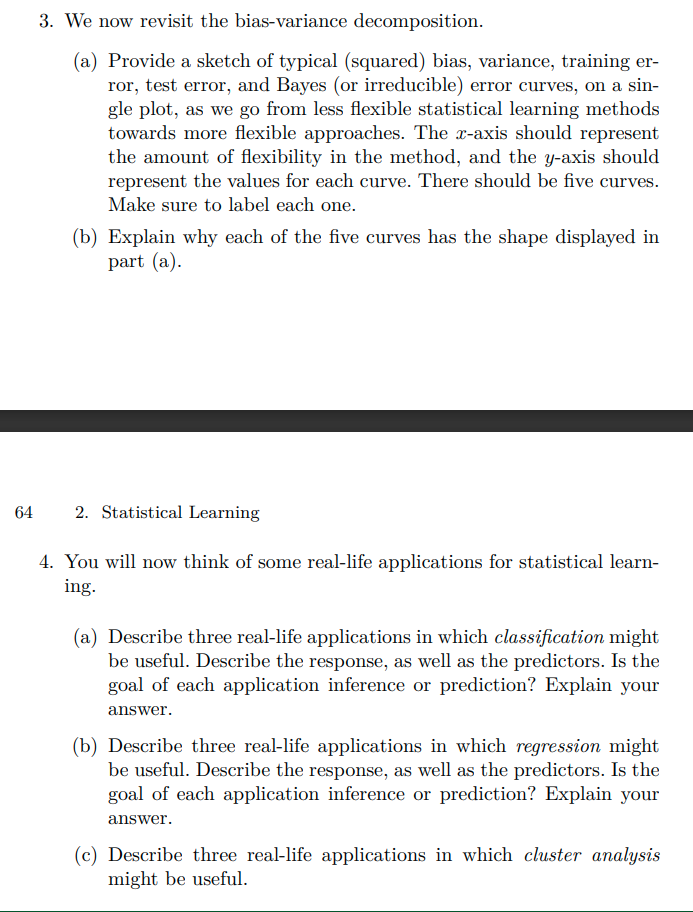 3. We now revisit the bias-variance decomposition.
(a) Provide a sketch of typical (squared) bias, variance, training er-
ror, test error, and Bayes (or irreducible) error curves, on a sin-
gle plot, as we go from less flexible statistical learning methods
towards more flexible approaches. The x-axis should represent
the amount of flexibility in the method, and the y-axis should
represent the values for each curve. There should be five curves.
Make sure to label each one.
(b) Explain why each of the five curves has the shape displayed in
part (a).
64 2. Statistical Learning
4. You will now think of some real-life applications for statistical learn-
ing.
(a) Describe three real-life applications in which classification might
be useful. Describe the response, as well as the predictors. Is the
goal of each application inference or prediction? Explain your
answer.
(b) Describe three real-life applications in which regression might
be useful. Describe the response, as well as the predictors. Is the
goal of each application inference or prediction? Explain your
answer.
(c) Describe three real-life applications in which cluster analysis
might be useful.